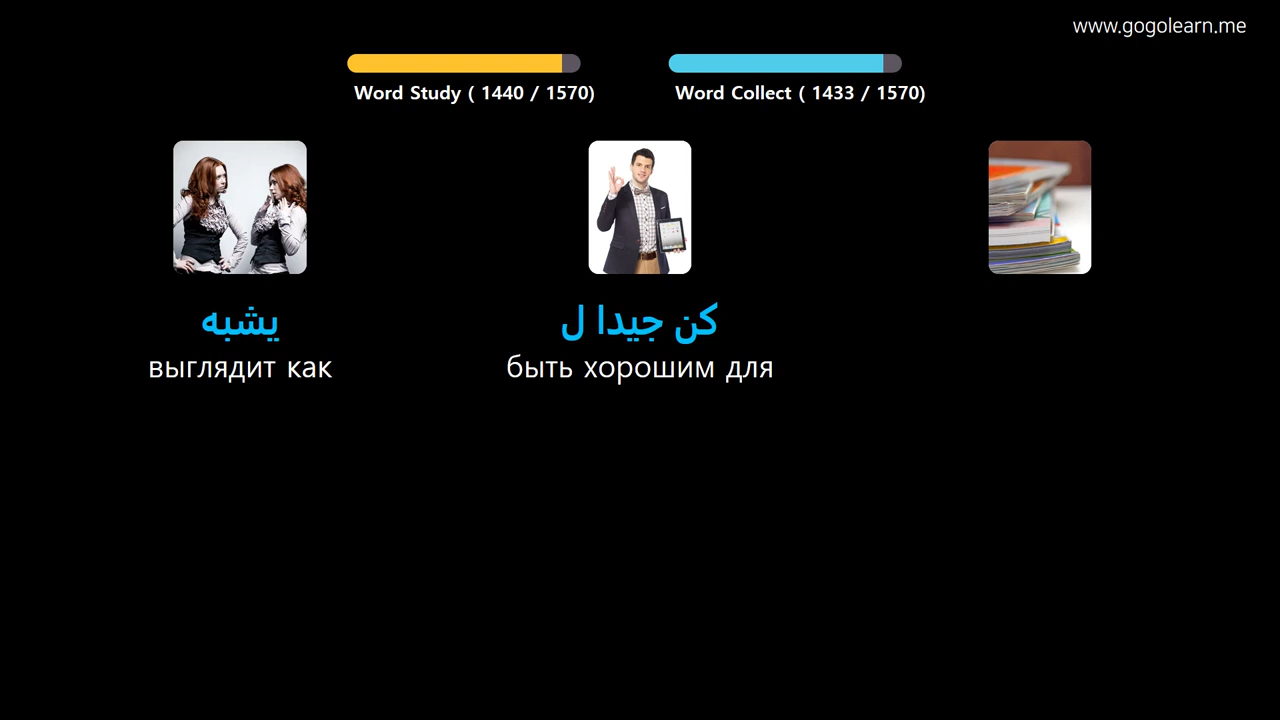 www.gogolearn.me
Word Study ( 1440 / 1570)
Word Collect ( 1433 / 1570)
يشبه
выглядит как
كن جيدا ل
быть хорошим для